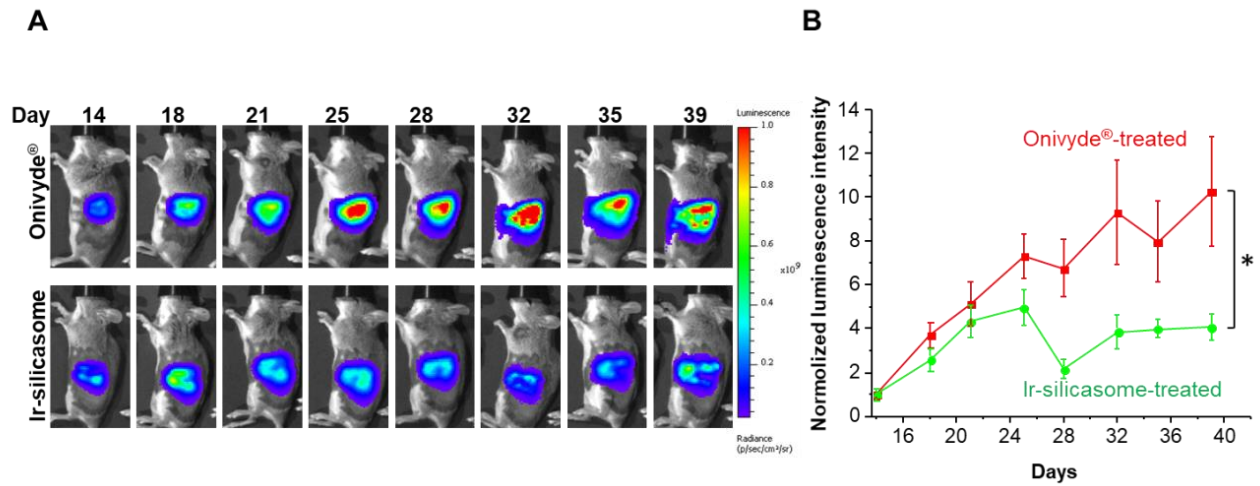 A
B
Day 14 18 21 25 28 32 35 39
Onivyde®
Ir-silicasome
Luminescence
1.0
0.8
0.6
x10⁹
0.4
0.2
Radiance
(p/sec/cm²/sr)
Normolized luminescence intensity
14
12
10
8
6
4
2
0
Onivyde®-treated
*
Ir-silicasome-treated
16 20 24 28 32 36 40
Days